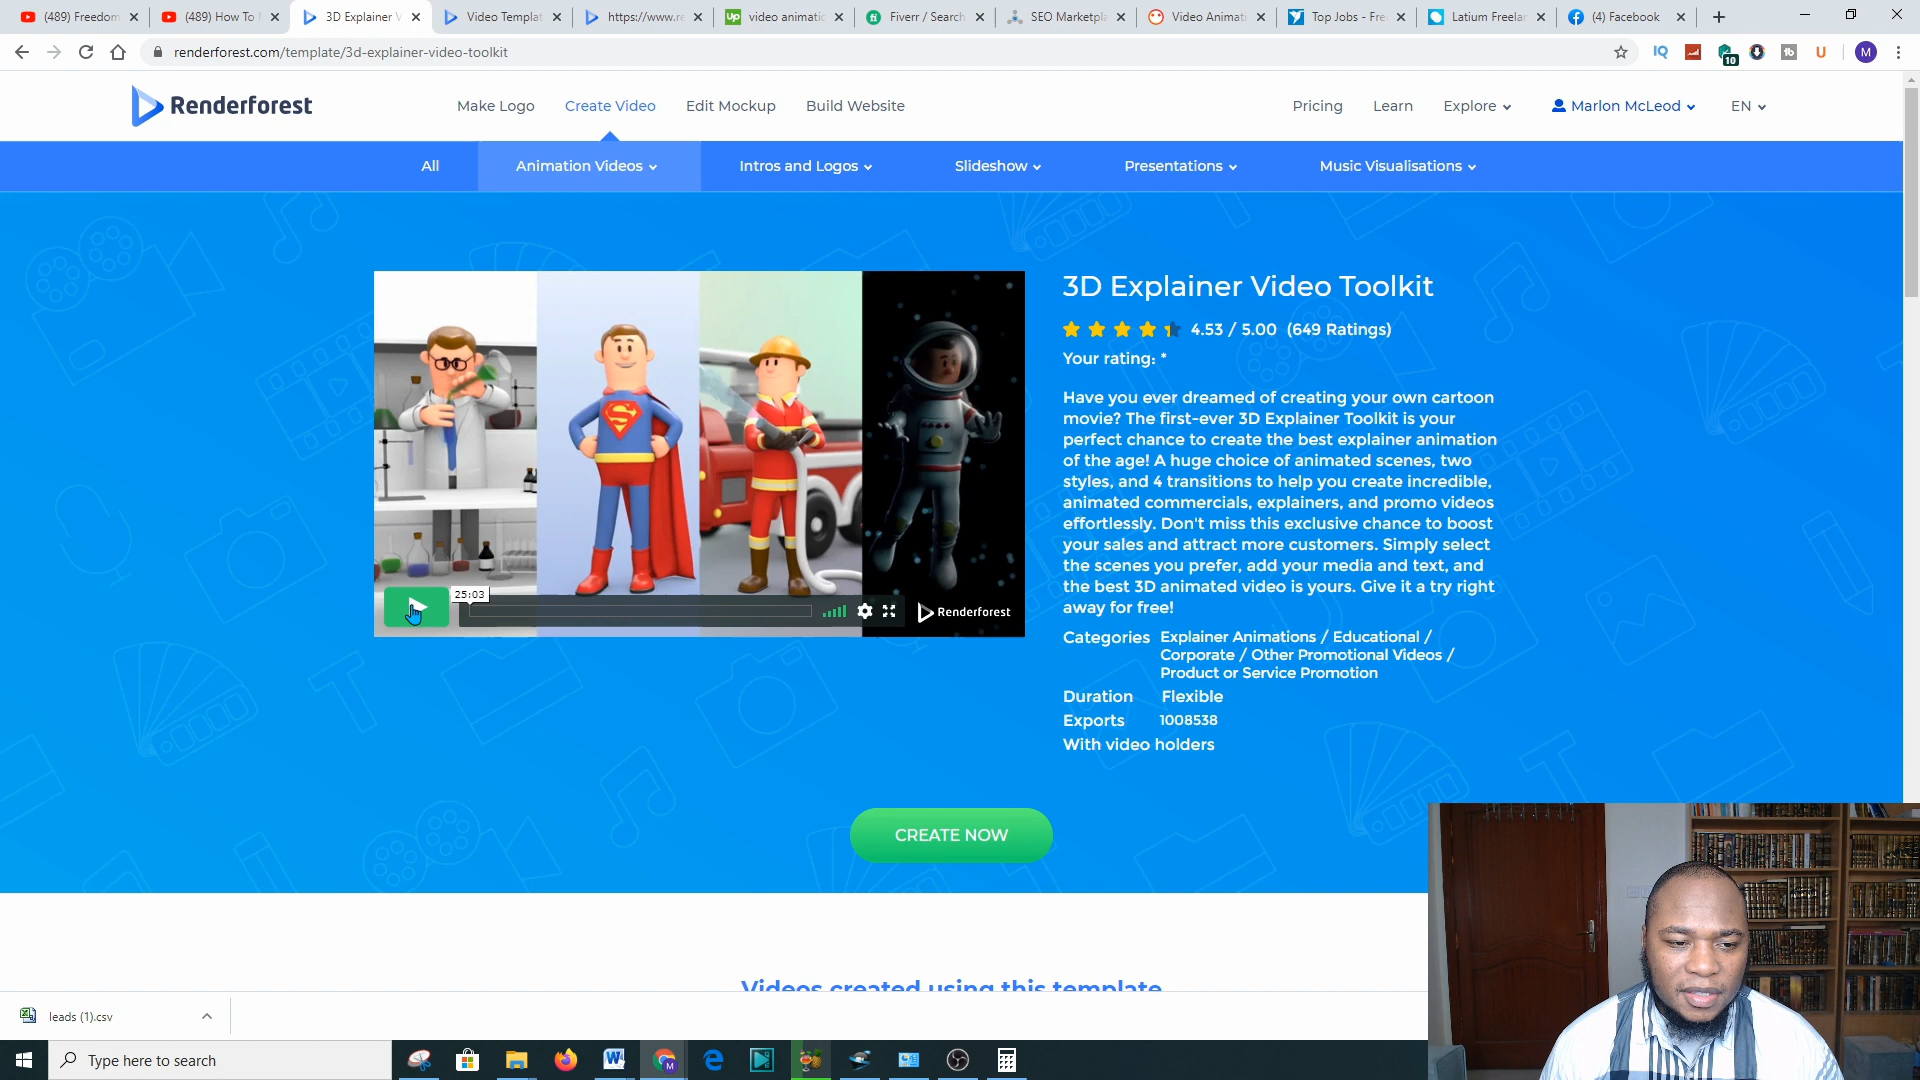 (489) Freedom
(489) How To
3D Explainer V
Video Templat
https://www.re
video animatic
Fiverr / Search
SEO Marketpla
Video Animati
Top Jobs - Fre
Latium Freelan
(4) Facebook
renderforest.com/template/3d-explainer-video-toolkit
IQ
10
tb
U
M
Renderforest
Make Logo
Create Video
Edit Mockup
Build Website
Pricing
Learn
Explore
Marlon McLeod
EN
All
Animation Videos
Intros and Logos
Slideshow
Presentations
Music Visualisations
3D Explainer Video Toolkit
4.53 / 5.00 (649 Ratings)
Your rating: *
Have you ever dreamed of creating your own cartoon
movie? The first-ever 3D Explainer Toolkit is your
perfect chance to create the best explainer animation
of the age! A huge choice of animated scenes, two
styles, and 4 transitions to help you create incredible,
animated commercials, explainers, and promo videos
effortlessly. Don't miss this exclusive chance to boost
your sales and attract more customers. Simply select
the scenes you prefer, add your media and text, and
the best 3D animated video is yours. Give it a try right
away for free!
25:03
Renderforest
Categories Explainer Animations / Educational /
Corporate / Other Promotional Videos /
Product or Service Promotion
Duration Flexible
Exports 1008538
With video holders
CREATE NOW
Videos created using this template
leads (1).csv
Type here to search